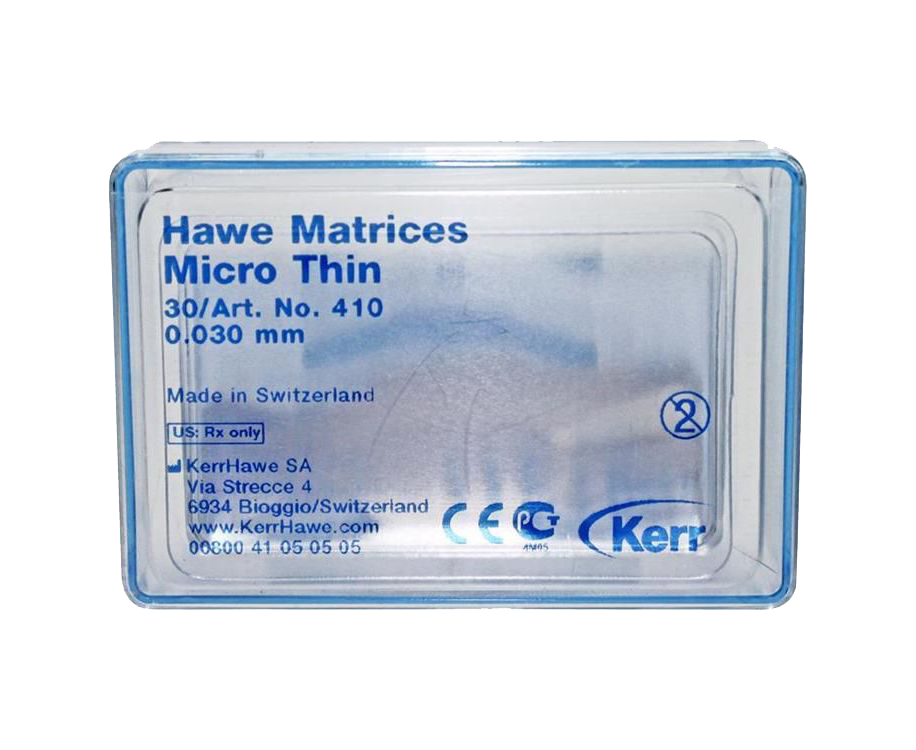 Hawe Matrices
Micro Thin
30/Art. No. 410
0.030 mm
Made in Switzerland
US: Rx only
2
KerrHawe SA
Via Strecce 4
6934 Bioggio/Switzerland
www.KerrHawe.com
00800 41 05 05 05
CE
Kerr